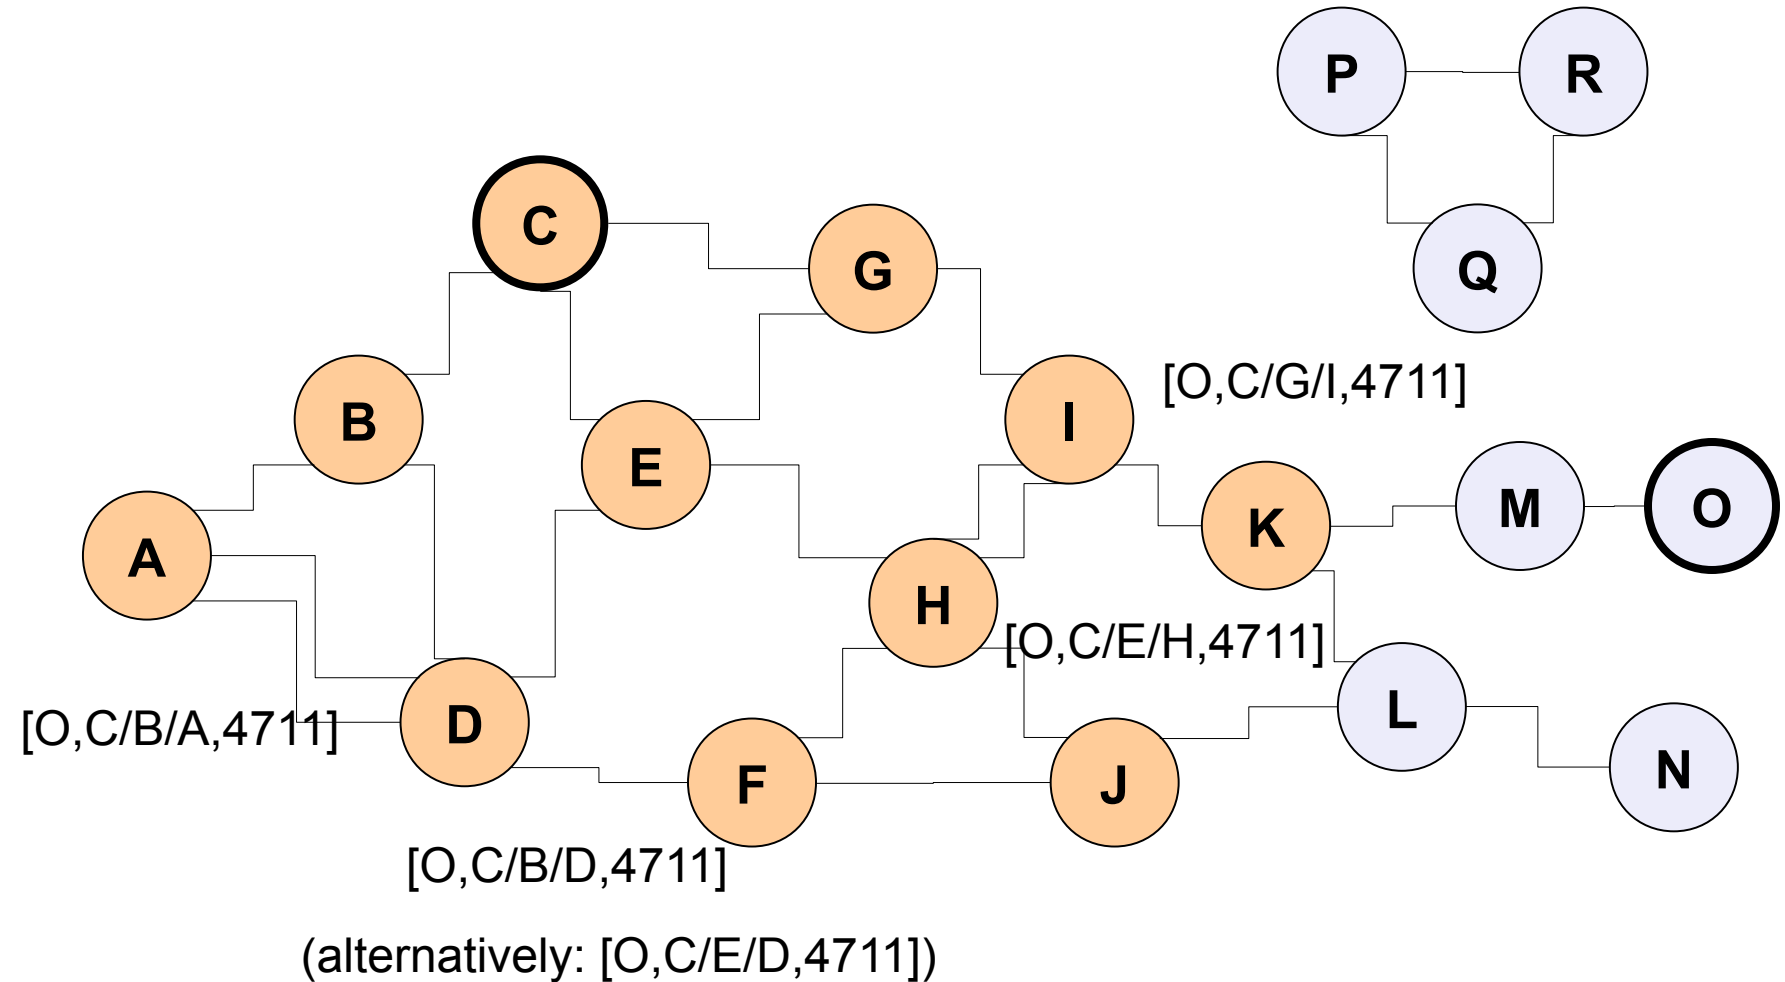 P
R
C
G
Q
[O,C/G/I,4711]
B
I
E
M
O
K
A
H
[O,C/E/H,4711]
[O,C/B/A,4711]
D
L
F
J
N
[O,C/B/D,4711]
(alternatively: [O,C/E/D,4711])